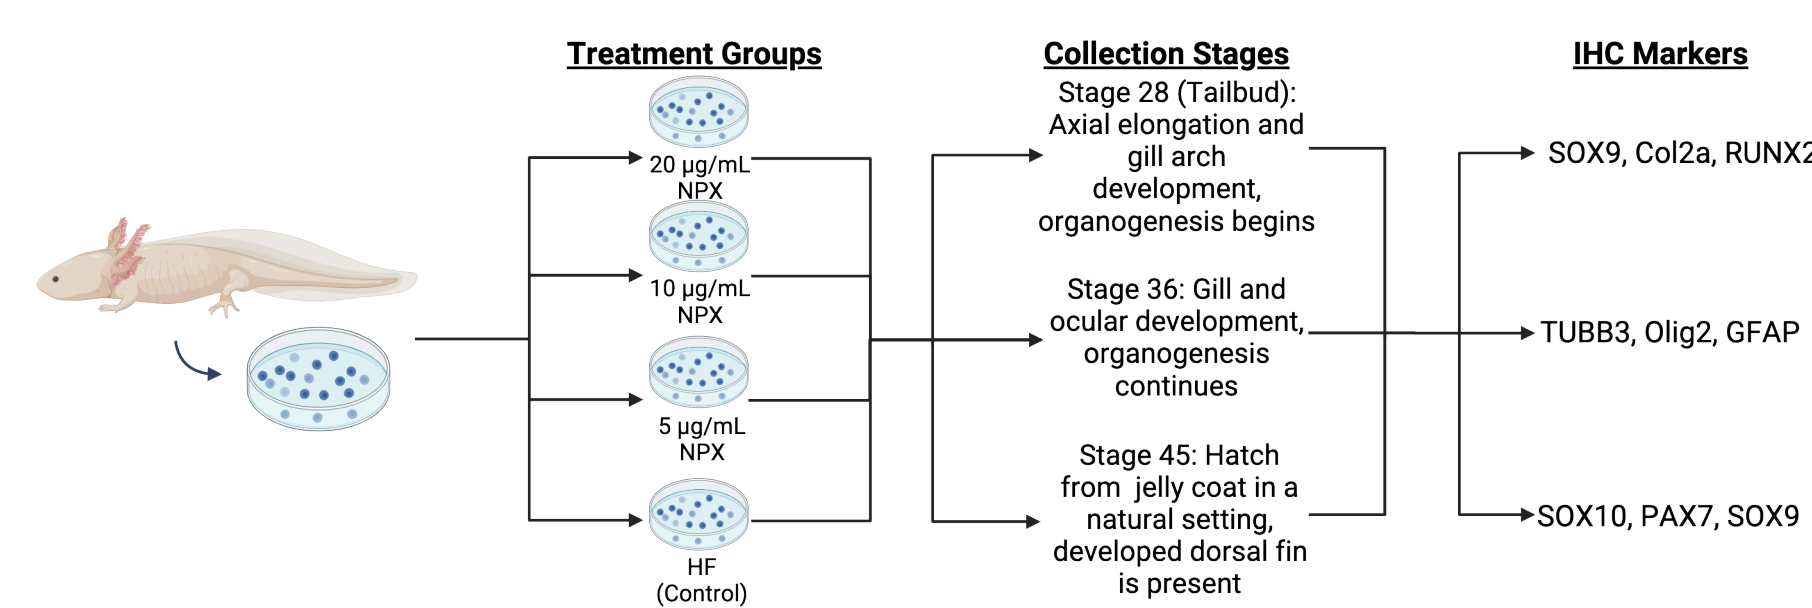 Treatment Groups
20 µg/mL
NPX
10 µg/mL
NPX
5 µg/mL
NPX
HF
(Control)
Collection Stages
Stage 28 (Tailbud):
Axial elongation and
gill arch
development,
organogenesis begins
Stage 36: Gill and
ocular development,
organogenesis
continues
Stage 45: Hatch
from jelly coat in a
natural setting,
developed dorsal fin
is present
IHC Markers
SOX9, Col2a, RUNX2
TUBB3, Olig2, GFAP
SOX10, PAX7, SOX9